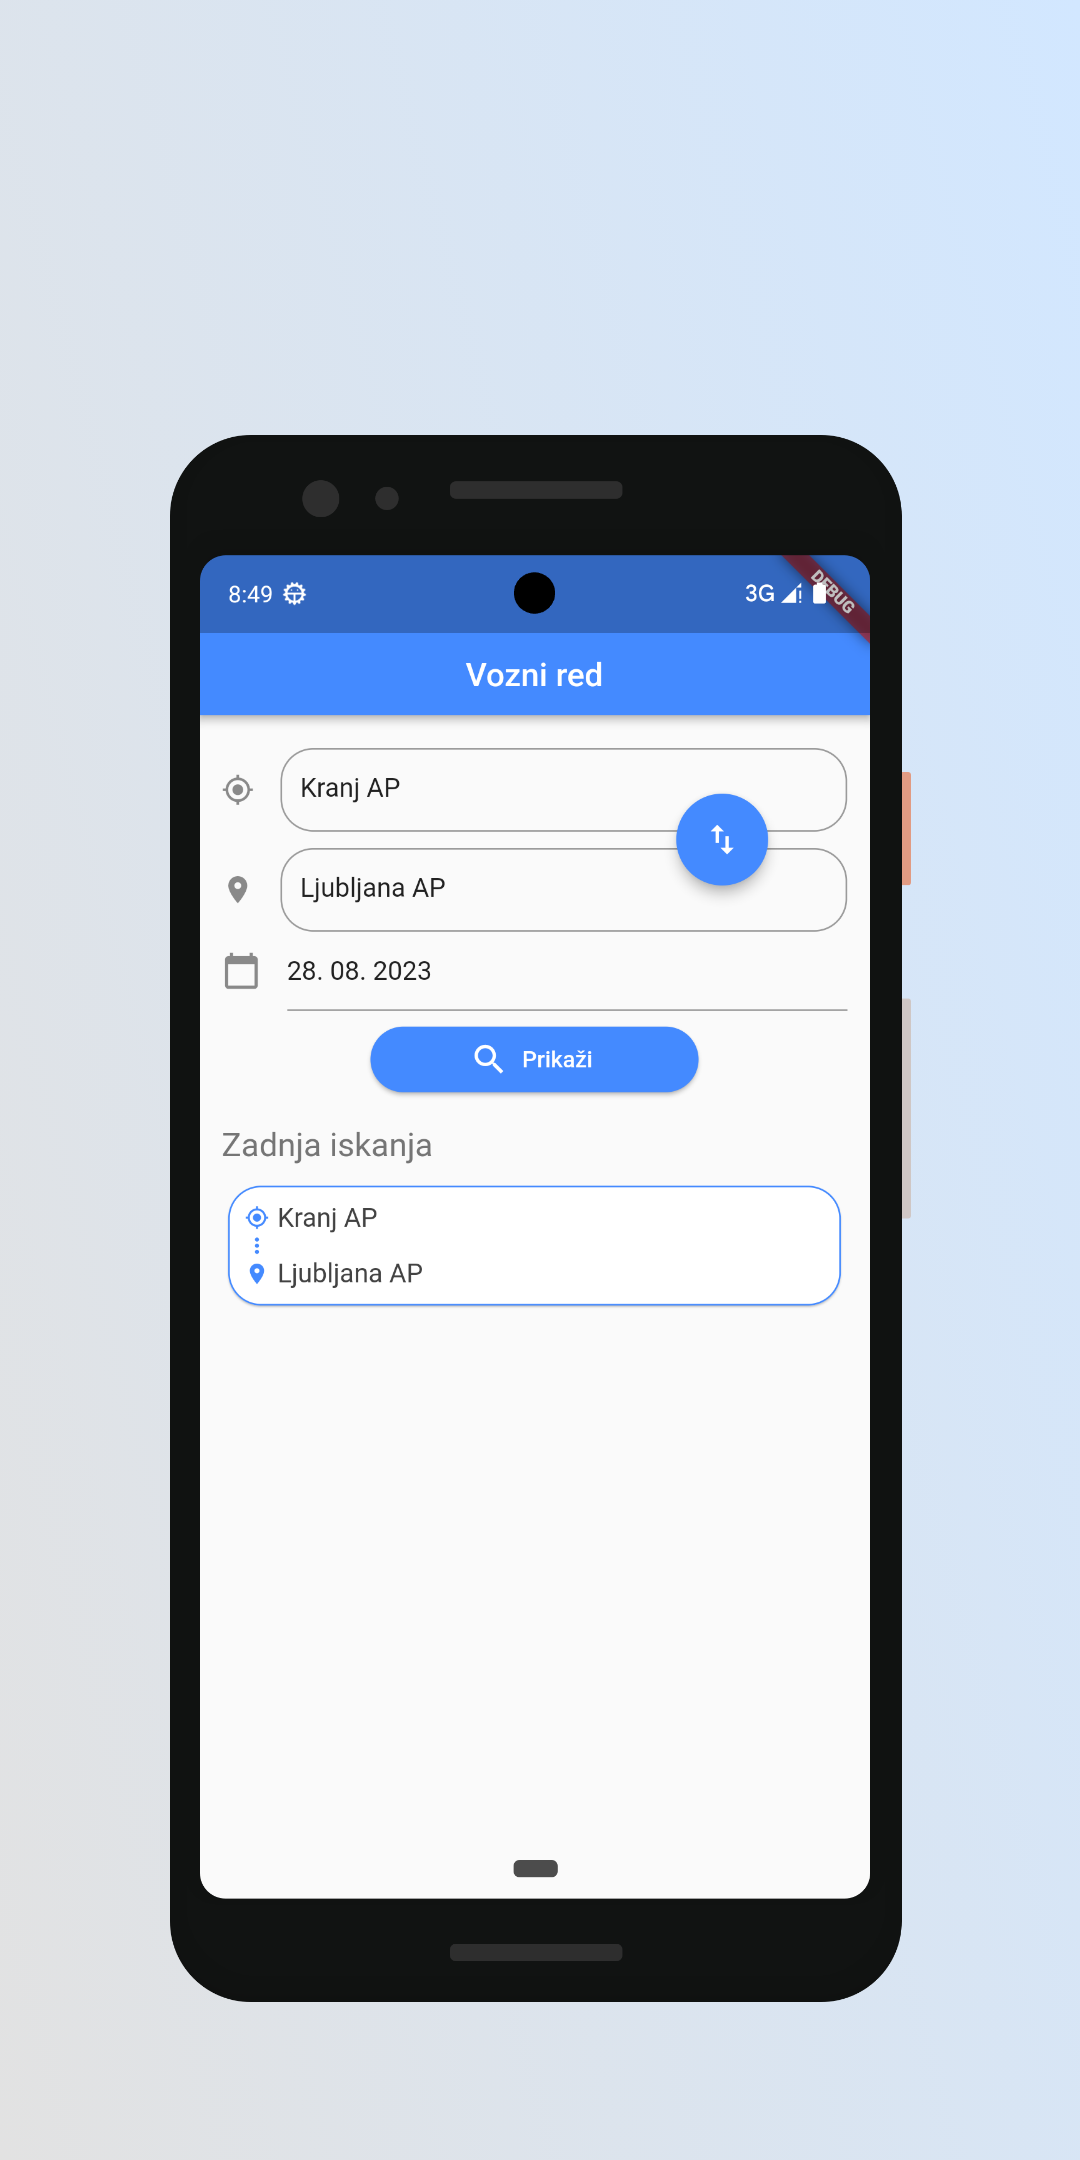 8:49
3G
DEBUG
Vozni red
Kranj AP
Ljubljana AP
28. 08. 2023
Prikaži
Zadnja iskanja
Kranj AP
Ljubljana AP